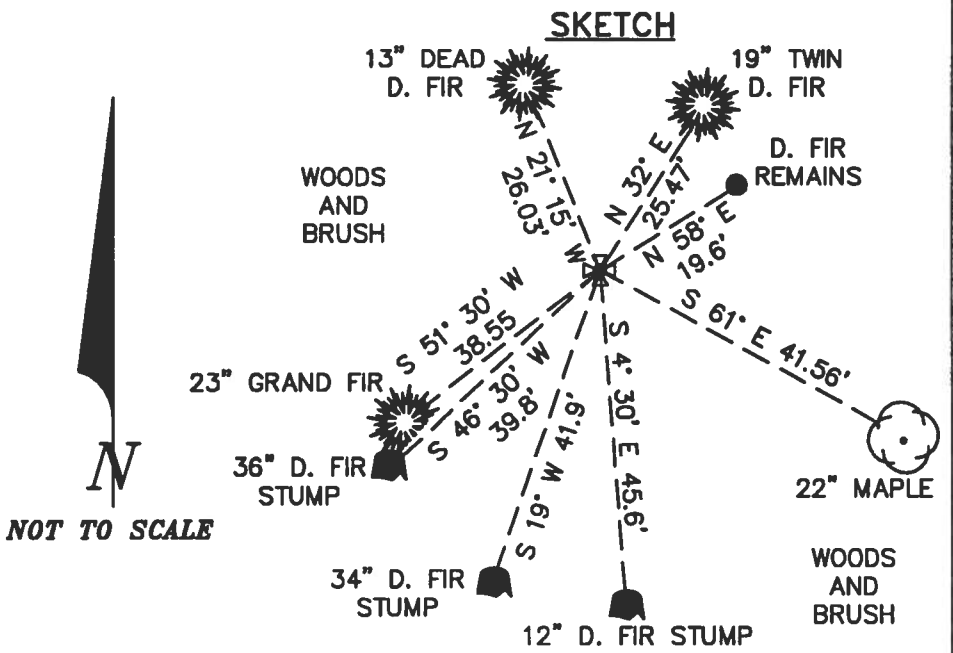 SKETCH
13" DEAD
D. FIR
19" TWIN
D. FIR
D. FIR
REMAINS
WOODS
AND
BRUSH
N 21° 15' W
26.03'
N 32° E
25.47'
N 58° E
19.6'
S 61° E 41.56'
S 51° 30' W
38.55
S 46° 30' W
39.8'
23" GRAND FIR
36" D. FIR
STUMP
S 19° W 41.9'
S 4° 30' E 45.6'
22" MAPLE
N
NOT TO SCALE
34" D. FIR
STUMP
12" D. FIR STUMP
WOODS
AND
BRUSH